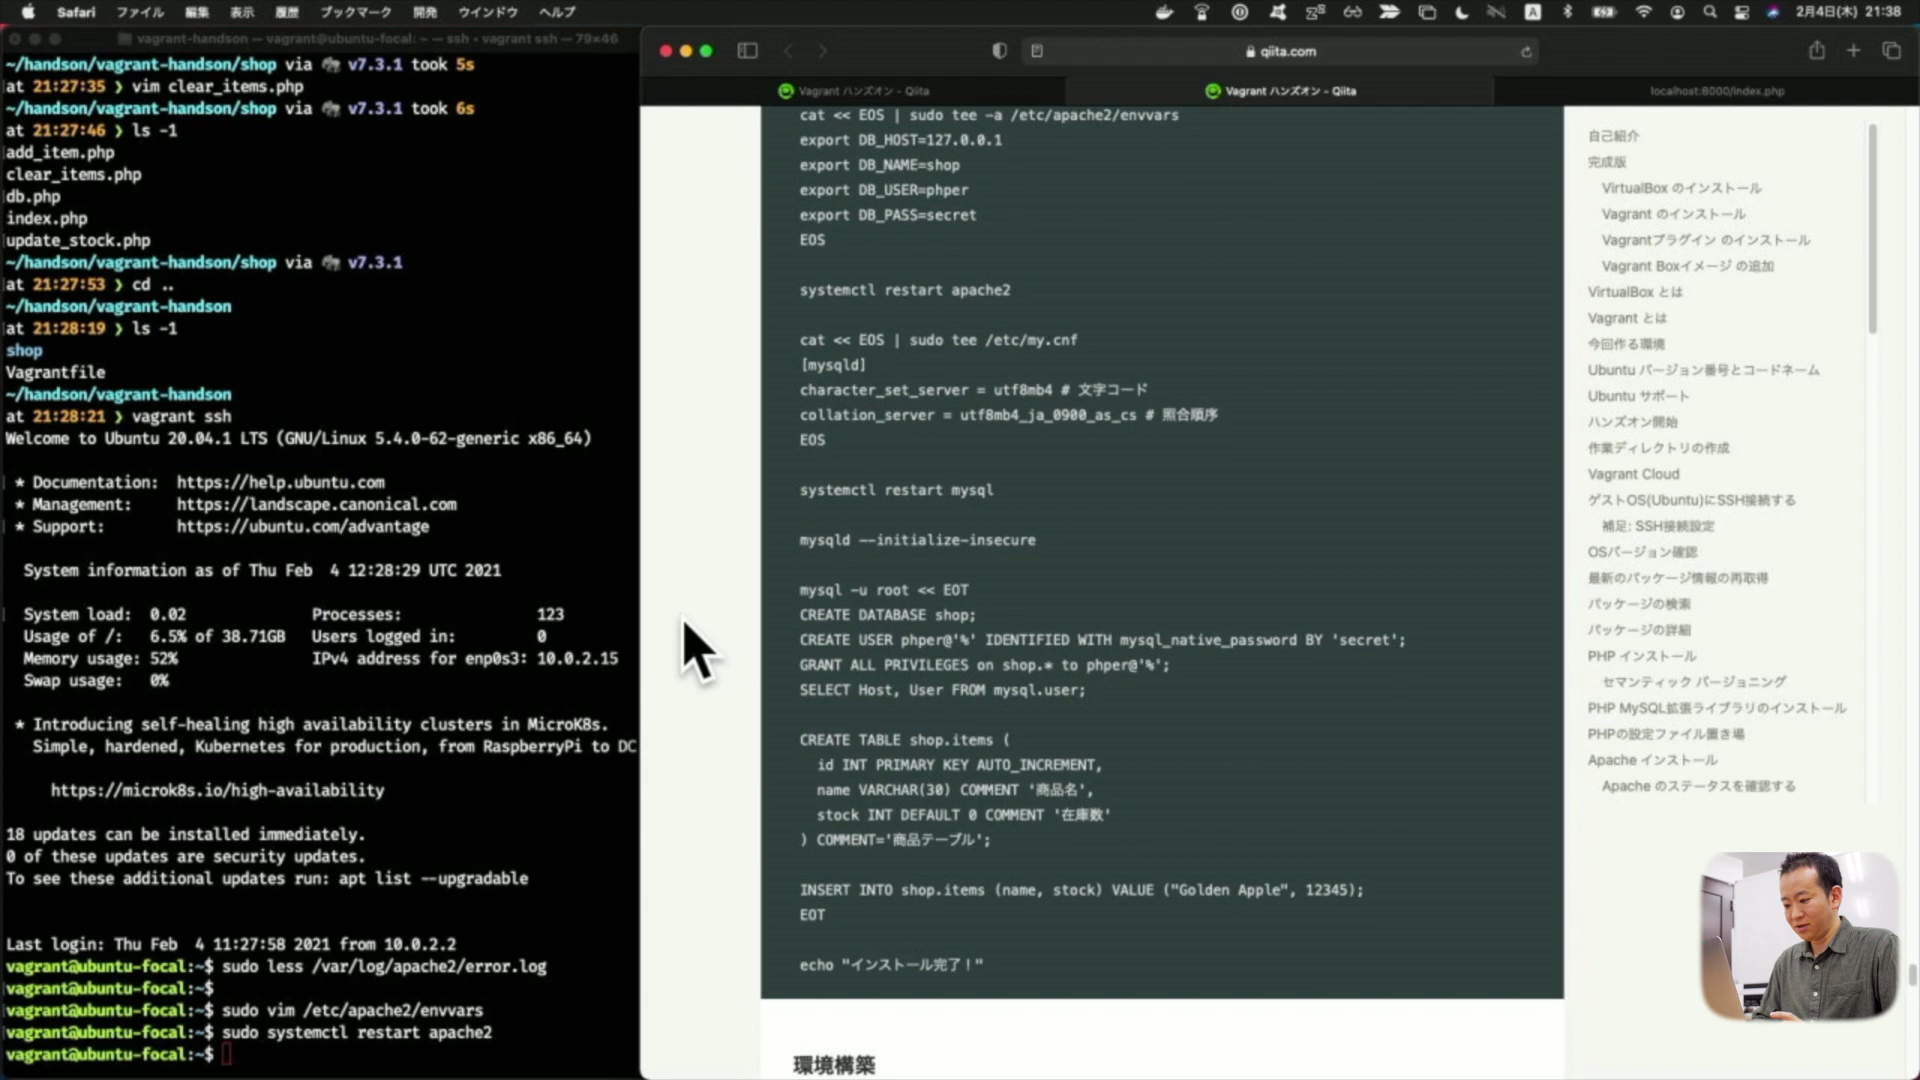 Safari ファイル 編集 表示 履歴 ブックマーク 開発 ウインドウ ヘルプ
A 2月4日(木) 21:38
vagrant-handson — vagrant@ubuntu-focal: ~ — ssh · vagrant ssh — 79×46
~/handson/vagrant-handson/shop via 🐘 v7.3.1 took 5s
at 21:27:35 ❯ vim clear_items.php
~/handson/vagrant-handson/shop via 🐘 v7.3.1 took 6s
at 21:27:46 ❯ ls -1
add_item.php
clear_items.php
db.php
index.php
update_stock.php
~/handson/vagrant-handson/shop via 🐘 v7.3.1
at 21:27:53 ❯ cd ..
~/handson/vagrant-handson
at 21:28:19 ❯ ls -1
shop
Vagrantfile
~/handson/vagrant-handson
at 21:28:21 ❯ vagrant ssh
Welcome to Ubuntu 20.04.1 LTS (GNU/Linux 5.4.0-62-generic x86_64)
* Documentation: https://help.ubuntu.com
* Management: https://landscape.canonical.com
* Support: https://ubuntu.com/advantage
System information as of Thu Feb 4 12:28:29 UTC 2021
System load: 0.02 Processes: 123
Usage of /: 6.5% of 38.71GB Users logged in: 0
Memory usage: 52% IPv4 address for enp0s3: 10.0.2.15
Swap usage: 0%
* Introducing self-healing high availability clusters in MicroK8s.
Simple, hardened, Kubernetes for production, from RaspberryPi to DC
https://microk8s.io/high-availability
18 updates can be installed immediately.
0 of these updates are security updates.
To see these additional updates run: apt list --upgradable
Last login: Thu Feb 4 11:27:58 2021 from 10.0.2.2
vagrant@ubuntu-focal:~$ sudo less /var/log/apache2/error.log
vagrant@ubuntu-focal:~$
vagrant@ubuntu-focal:~$ sudo vim /etc/apache2/envvars
vagrant@ubuntu-focal:~$ sudo systemctl restart apache2
vagrant@ubuntu-focal:~$
qiita.com
Vagrant ハンズオン - Qiita
Vagrant ハンズオン - Qiita
localhost:8000/index.php
cat << EOS | sudo tee -a /etc/apache2/envvars
export DB_HOST=127.0.0.1
export DB_NAME=shop
export DB_USER=phper
export DB_PASS=secret
EOS
systemctl restart apache2
cat << EOS | sudo tee /etc/my.cnf
[mysqld]
character_set_server = utf8mb4 # 文字コード
collation_server = utf8mb4_ja_0900_as_cs # 照合順序
EOS
systemctl restart mysql
mysqld --initialize-insecure
mysql -u root << EOT
CREATE DATABASE shop;
CREATE USER phper@'%' IDENTIFIED WITH mysql_native_password BY 'secret';
GRANT ALL PRIVILEGES on shop.* to phper@'%';
SELECT Host, User FROM mysql.user;
CREATE TABLE shop.items (
id INT PRIMARY KEY AUTO_INCREMENT,
name VARCHAR(30) COMMENT '商品名',
stock INT DEFAULT 0 COMMENT '在庫数'
) COMMENT='商品テーブル';
INSERT INTO shop.items (name, stock) VALUE ("Golden Apple", 12345);
EOT
echo "インストール完了！"
環境構築
自己紹介
完成版
VirtualBox のインストール
Vagrant のインストール
Vagrantプラグイン のインストール
Vagrant Boxイメージ の追加
VirtualBox とは
Vagrant とは
今回作る環境
Ubuntu バージョン番号とコードネーム
Ubuntu サポート
ハンズオン開始
作業ディレクトリの作成
Vagrant Cloud
ゲストOS(Ubuntu)にSSH接続する
補足: SSH接続設定
OSバージョン確認
最新のパッケージ情報の再取得
パッケージの検索
パッケージの詳細
PHP インストール
セマンティック バージョニング
PHP MySQL拡張ライブラリのインストール
PHPの設定ファイル置き場
Apache インストール
Apache のステータスを確認する